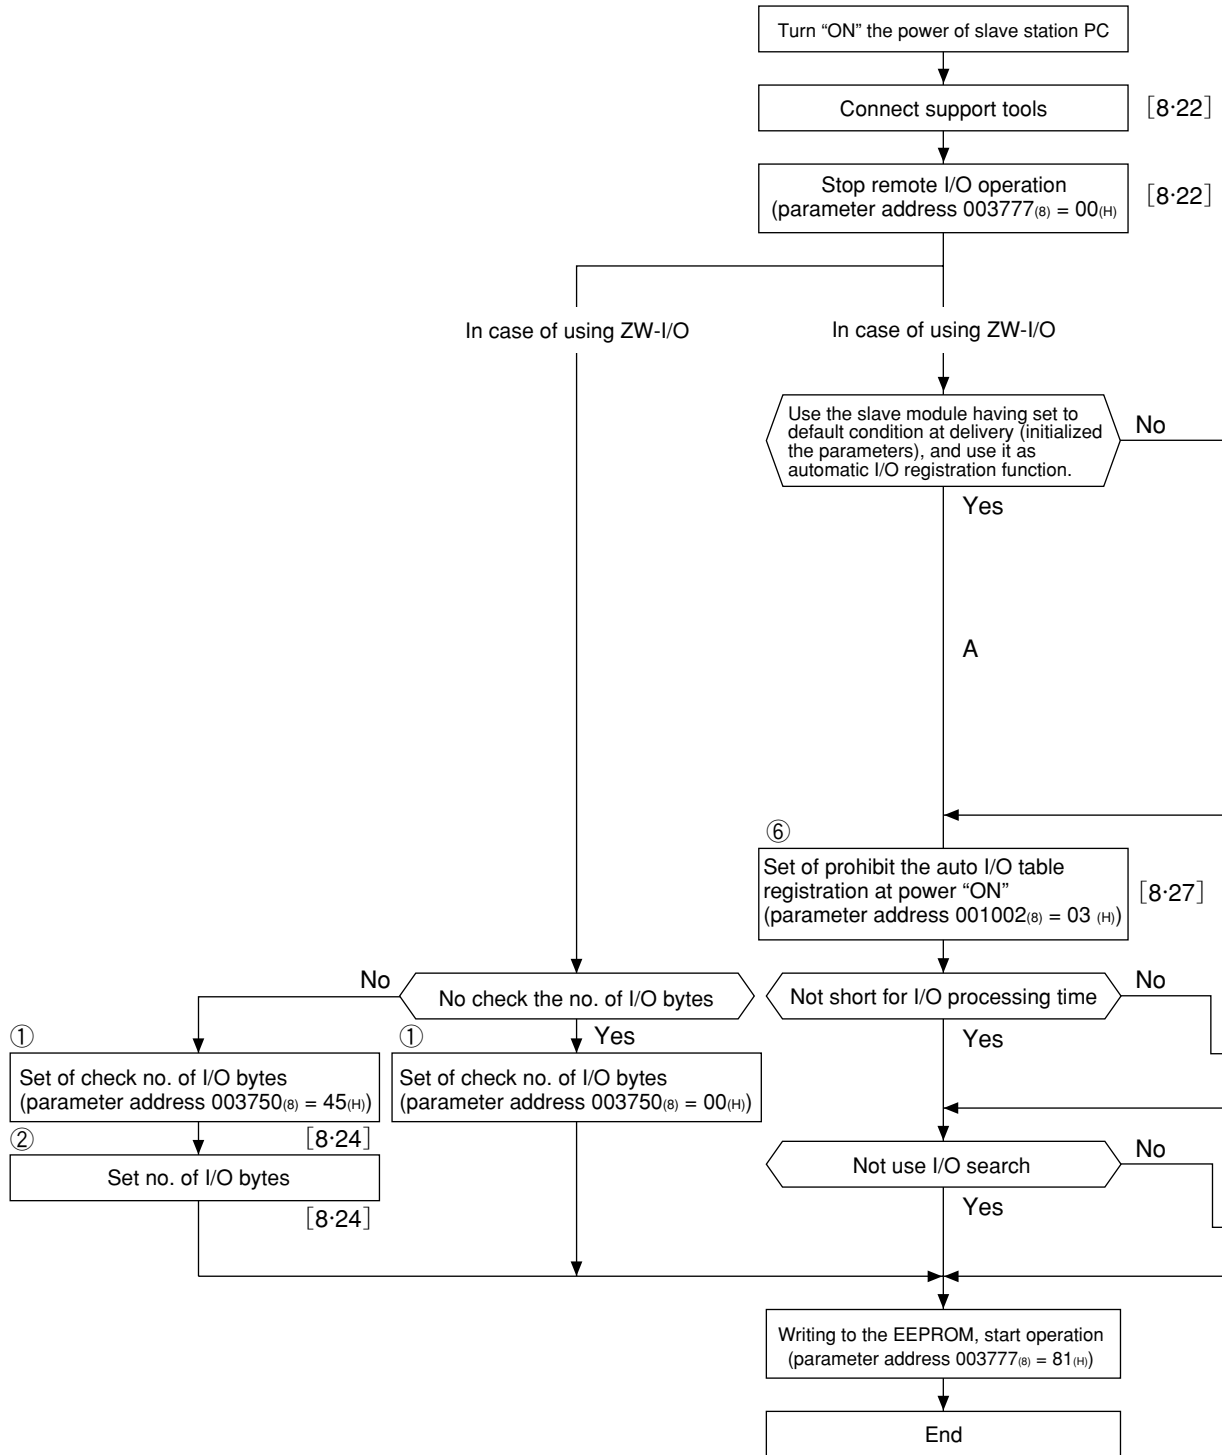 Turn “ON” the power of slave station PC
Connect support tools
[8·22]
Stop remote I/O operation
(parameter address 003777(8) = 00(H)
[8·22]
In case of using ZW-I/O
In case of using ZW-I/O
Use the slave module having set to
default condition at delivery (initialized
the parameters), and use it as
automatic I/O registration function.
No
Yes
A
⑥
Set of prohibit the auto I/O table
registration at power “ON”
(parameter address 001002(8) = 03 (H))
[8·27]
No
No check the no. of I/O bytes
Not short for I/O processing time
No
①
①
Yes
Yes
Set of check no. of I/O bytes
(parameter address 003750(8) = 45(H))
Set of check no. of I/O bytes
(parameter address 003750(8) = 00(H))
②
[8·24]
Set no. of I/O bytes
[8·24]
Not use I/O search
No
Yes
Writing to the EEPROM, start operation
(parameter address 003777(8) = 81(H))
End